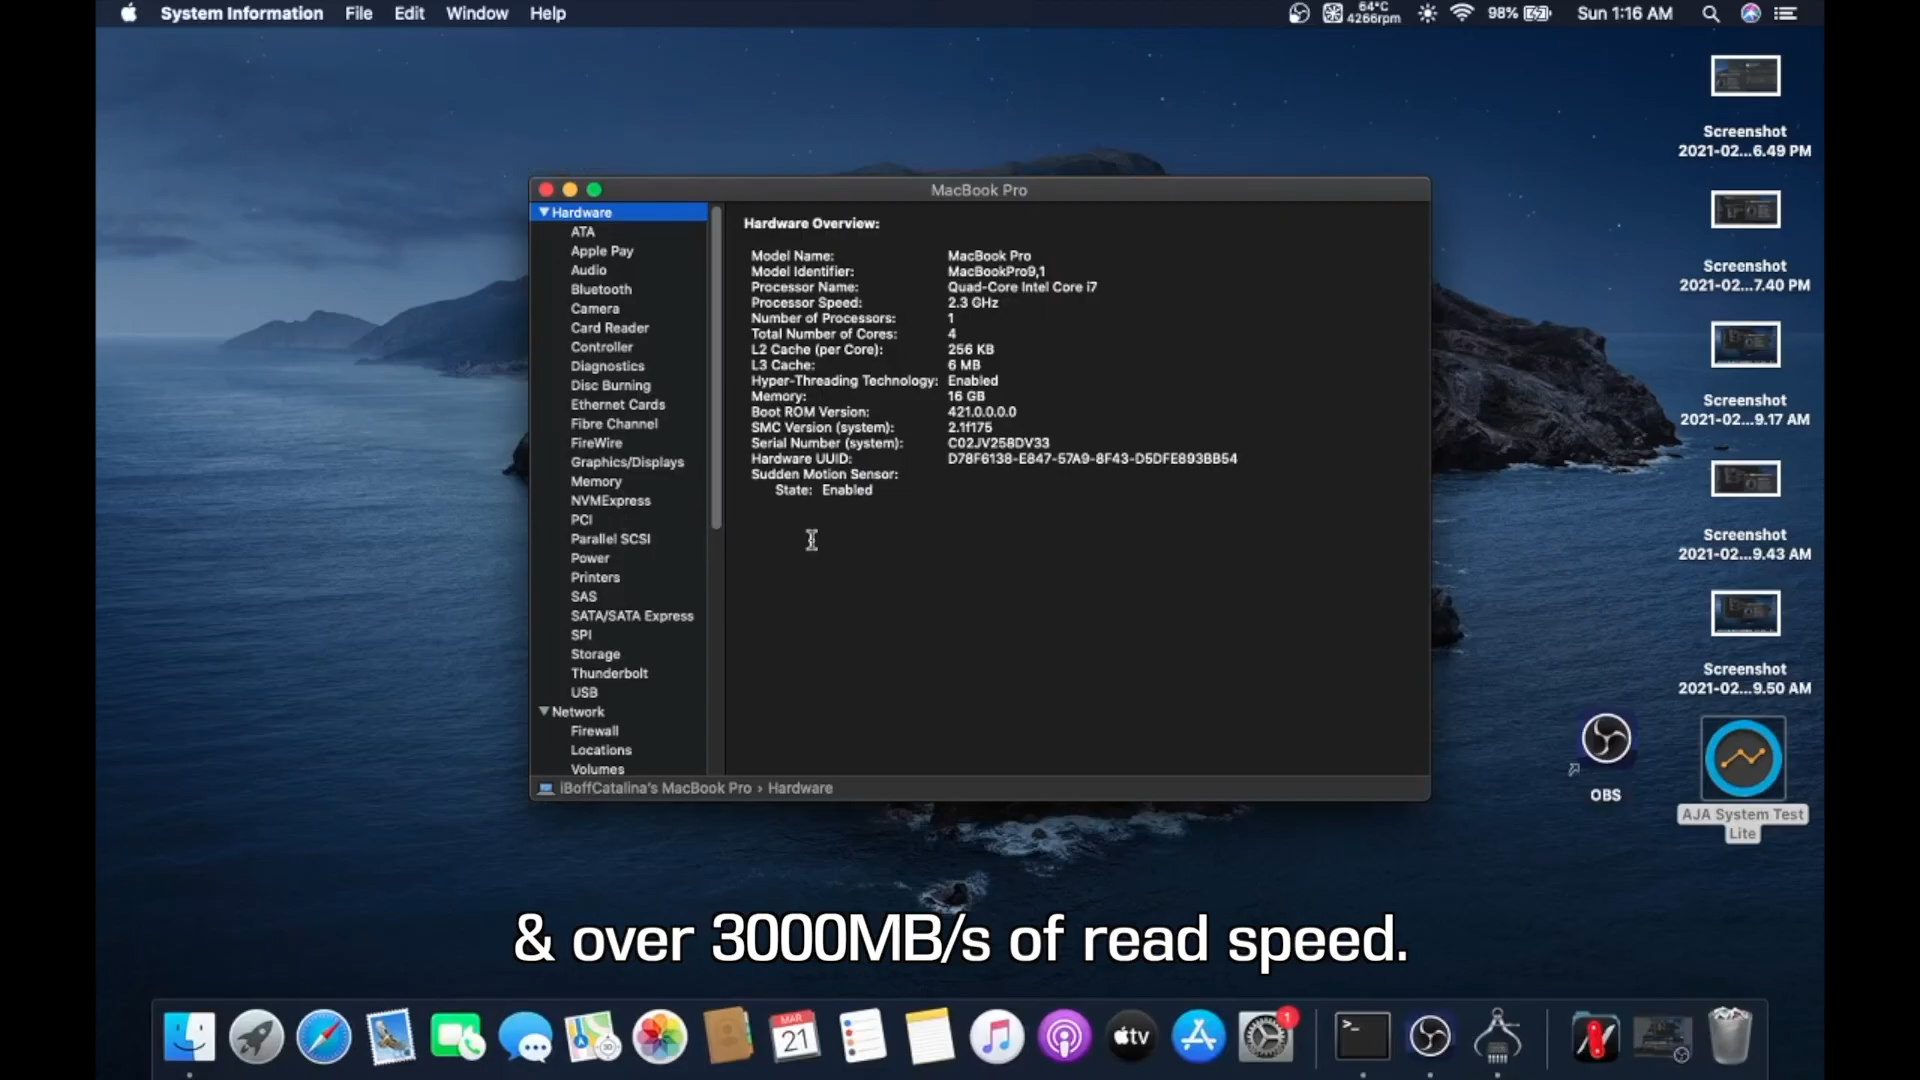 System Information File Edit Window Help
64°C
4266rpm
98%
Sun 1:16 AM
Screenshot
2021-02...6.49 PM
Screenshot
2021-02...7.40 PM
Screenshot
2021-02...9.17 AM
Screenshot
2021-02...9.43 AM
Screenshot
2021-02...9.50 AM
OBS
AJA System Test
Lite
MacBook Pro
Hardware
ATA
Apple Pay
Audio
Bluetooth
Camera
Card Reader
Controller
Diagnostics
Disc Burning
Ethernet Cards
Fibre Channel
FireWire
Graphics/Displays
Memory
NVMExpress
PCI
Parallel SCSI
Power
Printers
SAS
SATA/SATA Express
SPI
Storage
Thunderbolt
USB
Network
Firewall
Locations
Volumes
Hardware Overview:
Model Name: MacBook Pro
Model Identifier: MacBookPro9,1
Processor Name: Quad-Core Intel Core i7
Processor Speed: 2.3 GHz
Number of Processors: 1
Total Number of Cores: 4
L2 Cache (per Core): 256 KB
L3 Cache: 6 MB
Hyper-Threading Technology: Enabled
Memory: 16 GB
Boot ROM Version: 421.0.0.0.0
SMC Version (system): 2.1f175
Serial Number (system): C02JV258DV33
Hardware UUID: D78F6138-E847-57A9-8F43-D5DFE893BB54
Sudden Motion Sensor:
State: Enabled
iBoffCatalina's MacBook Pro › Hardware
& over 3000MB/s of read speed.
MAR
21
tv
1